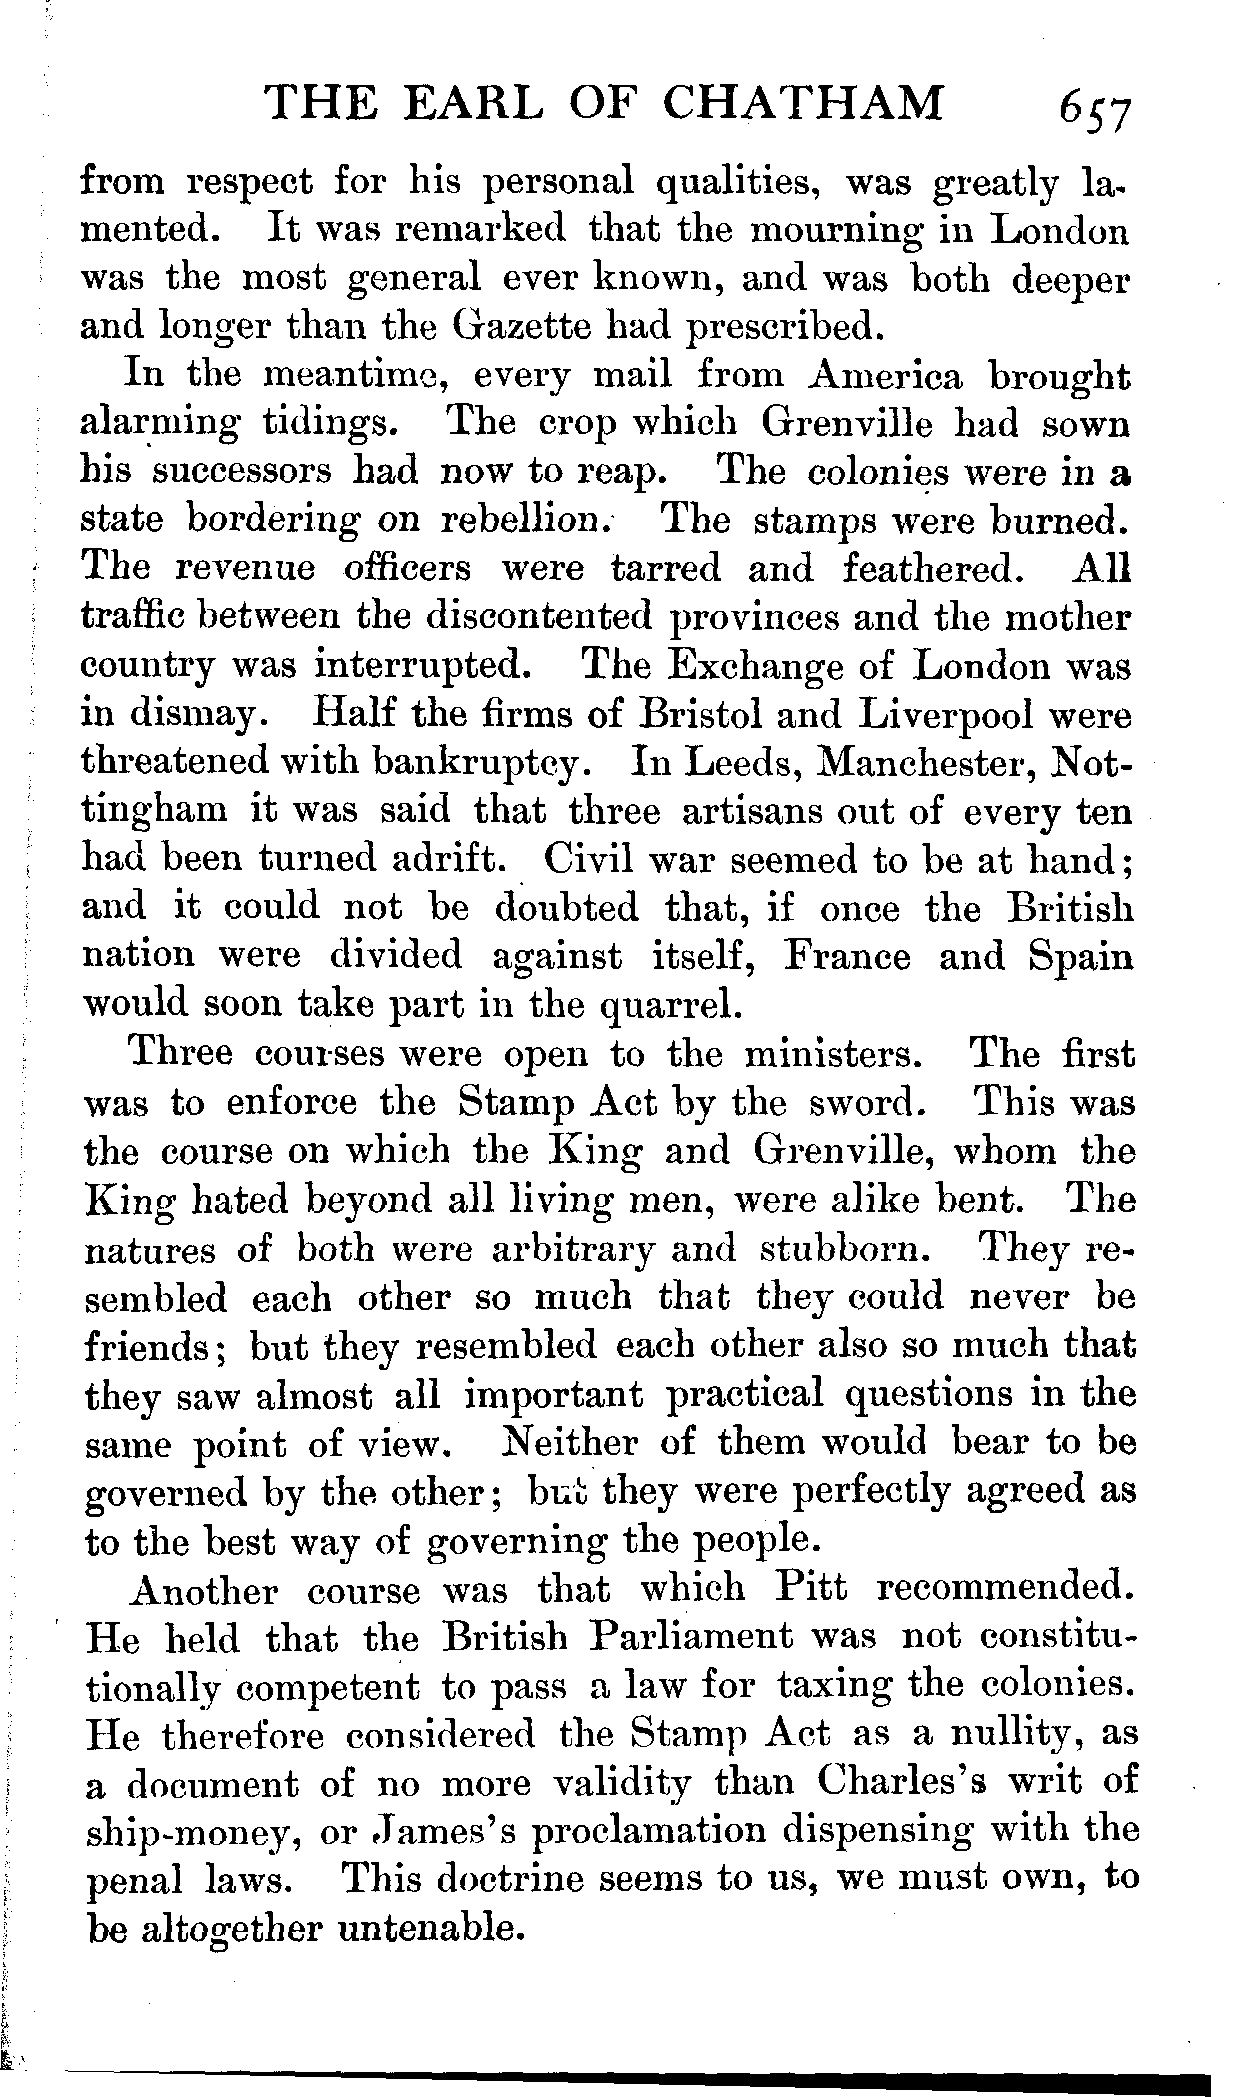 THE EARL OF CHATHAM 657
from respect for his personal qualities, was greatly la-
mented. It was remarked that the mourning in London
was the most general ever known, and was both deeper
and longer than the Gazette had prescribed.
In the meantime, every mail from America brought
alarming tidings. The crop which Grenville had sown
his successors had now to reap. The colonies were in a
state bordering on rebellion. The stamps were burned.
The revenue officers were tarred and feathered. All
traffic between the discontented provinces and the mother
country was interrupted. The Exchange of London was
in dismay. Half the firms of Bristol and Liverpool were
threatened with bankruptcy. In Leeds, Manchester, Not-
tingham it was said that three artisans out of every ten
had been turned adrift. Civil war seemed to be at hand;
and it could not be doubted that, if once the British
nation were divided against itself, France and Spain
would soon take part in the quarrel.
Three courses were open to the ministers. The first
was to enforce the Stamp Act by the sword. This was
the course on which the King and Grenville, whom the
King hated beyond all living men, were alike bent. The
natures of both were arbitrary and stubborn. They re-
sembled each other so much that they could never be
friends; but they resembled each other also so much that
they saw almost all important practical questions in the
same point of view. Neither of them would bear to be
governed by the other; but they were perfectly agreed as
to the best way of governing the people.
Another course was that which Pitt recommended.
He held that the British Parliament was not constitu-
tionally competent to pass a law for taxing the colonies.
He therefore considered the Stamp Act as a nullity, as
a document of no more validity than Charles's writ of
ship-money, or James's proclamation dispensing with the
penal laws. This doctrine seems to us, we must own, to
be altogether untenable.